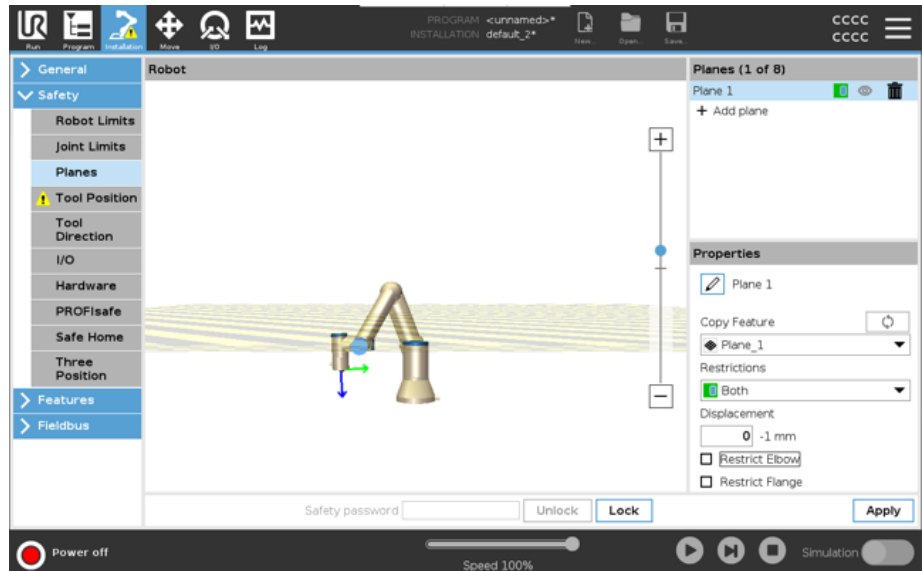 UR
PROGRAM <unnamed>*
INSTALLATION default_2*
Run
Program
Installation
Move
I/O
Log
New...
Open...
Save...
cccc
cccc
General
Safety
Robot Limits
Joint Limits
Planes
Tool Position
Tool
Direction
I/O
Hardware
PROFIsafe
Safe Home
Three
Position
Features
Fieldbus
Robot
+
−
Safety password
Unlock
Lock
Planes (1 of 8)
Plane 1
+ Add plane
Properties
Plane 1
Copy Feature
Plane_1
Restrictions
Both
Displacement
0 -1 mm
Restrict Elbow
Restrict Flange
Apply
Power off
Speed 100%
Simulation